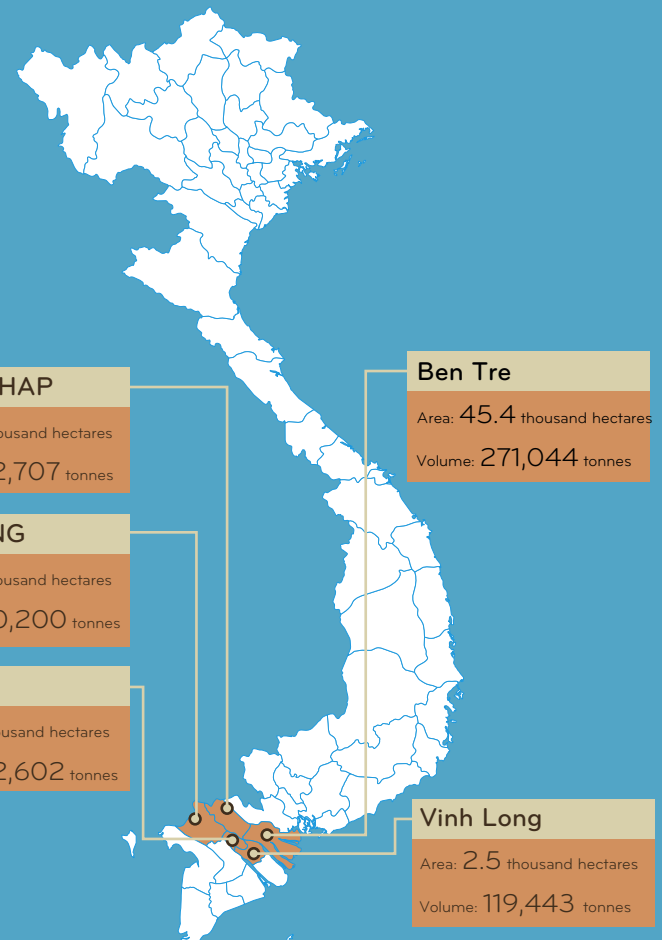 HAP
ousand hectares
2,707 tonnes
NG
ousand hectares
0,200 tonnes
ousand hectares
2,602 tonnes
Ben Tre
Area: 45.4 thousand hectares
Volume: 271,044 tonnes
Vinh Long
Area: 2.5 thousand hectares
Volume: 119,443 tonnes